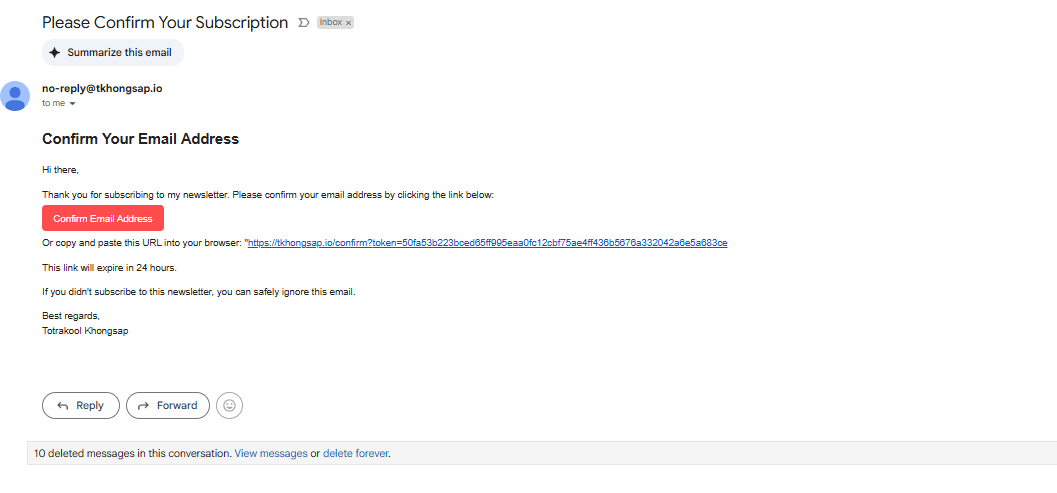 Please Confirm Your Subscription Inbox ×
Summarize this email
no-reply@tkhongsap.io
to me
Confirm Your Email Address
Hi there,
Thank you for subscribing to my newsletter. Please confirm your email address by clicking the link below:
Confirm Email Address
Or copy and paste this URL into your browser: "https://tkhongsap.io/confirm?token=50fa53b223bced65ff995eaa0fc12cbf75ae4ff436b5676a332042a6e5a683ce
This link will expire in 24 hours.
If you didn't subscribe to this newsletter, you can safely ignore this email.
Best regards,
Totrakool Khongsap
Reply Forward
10 deleted messages in this conversation. View messages or delete forever.